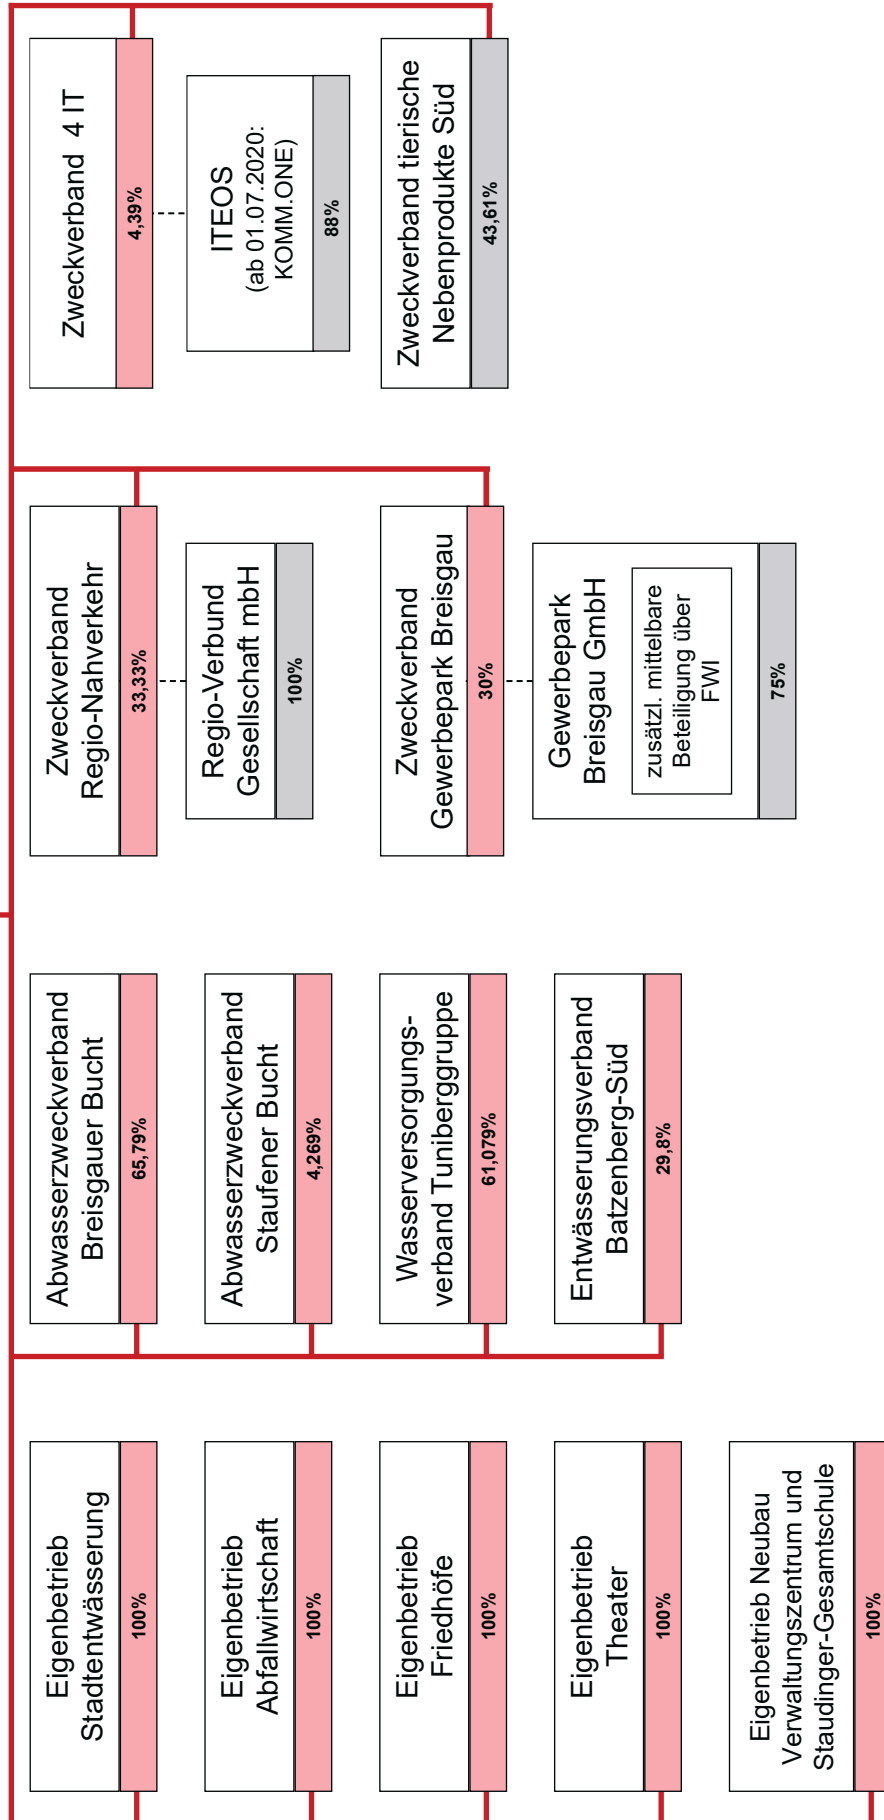 Eigenbetrieb
Stadtentwässerung
100%
Eigenbetrieb
Abfallwirtschaft
100%
Eigenbetrieb
Friedhöfe
100%
Eigenbetrieb
Theater
100%
Eigenbetrieb Neubau
Verwaltungszentrum und
Staudinger-Gesamtschule
100%
Abwasserzweckverband
Breisgauer Bucht
65,79%
Abwasserzweckverband
Staufener Bucht
4,269%
Wasserversorgungs-
verband Tuniberggruppe
61,079%
Entwässerungsverband
Batzenberg-Süd
29,8%
Zweckverband
Regio-Nahverkehr
33,33%
Regio-Verbund
Gesellschaft mbH
100%
Zweckverband
Gewerbepark Breisgau
30%
Gewerbepark
Breisgau GmbH
zusätzl. mittelbare
Beteiligung über
FWI
75%
Zweckverband 4 IT
4,39%
ITEOS
(ab 01.07.2020:
KOMM.ONE)
88%
Zweckverband tierische
Nebenprodukte Süd
43,61%